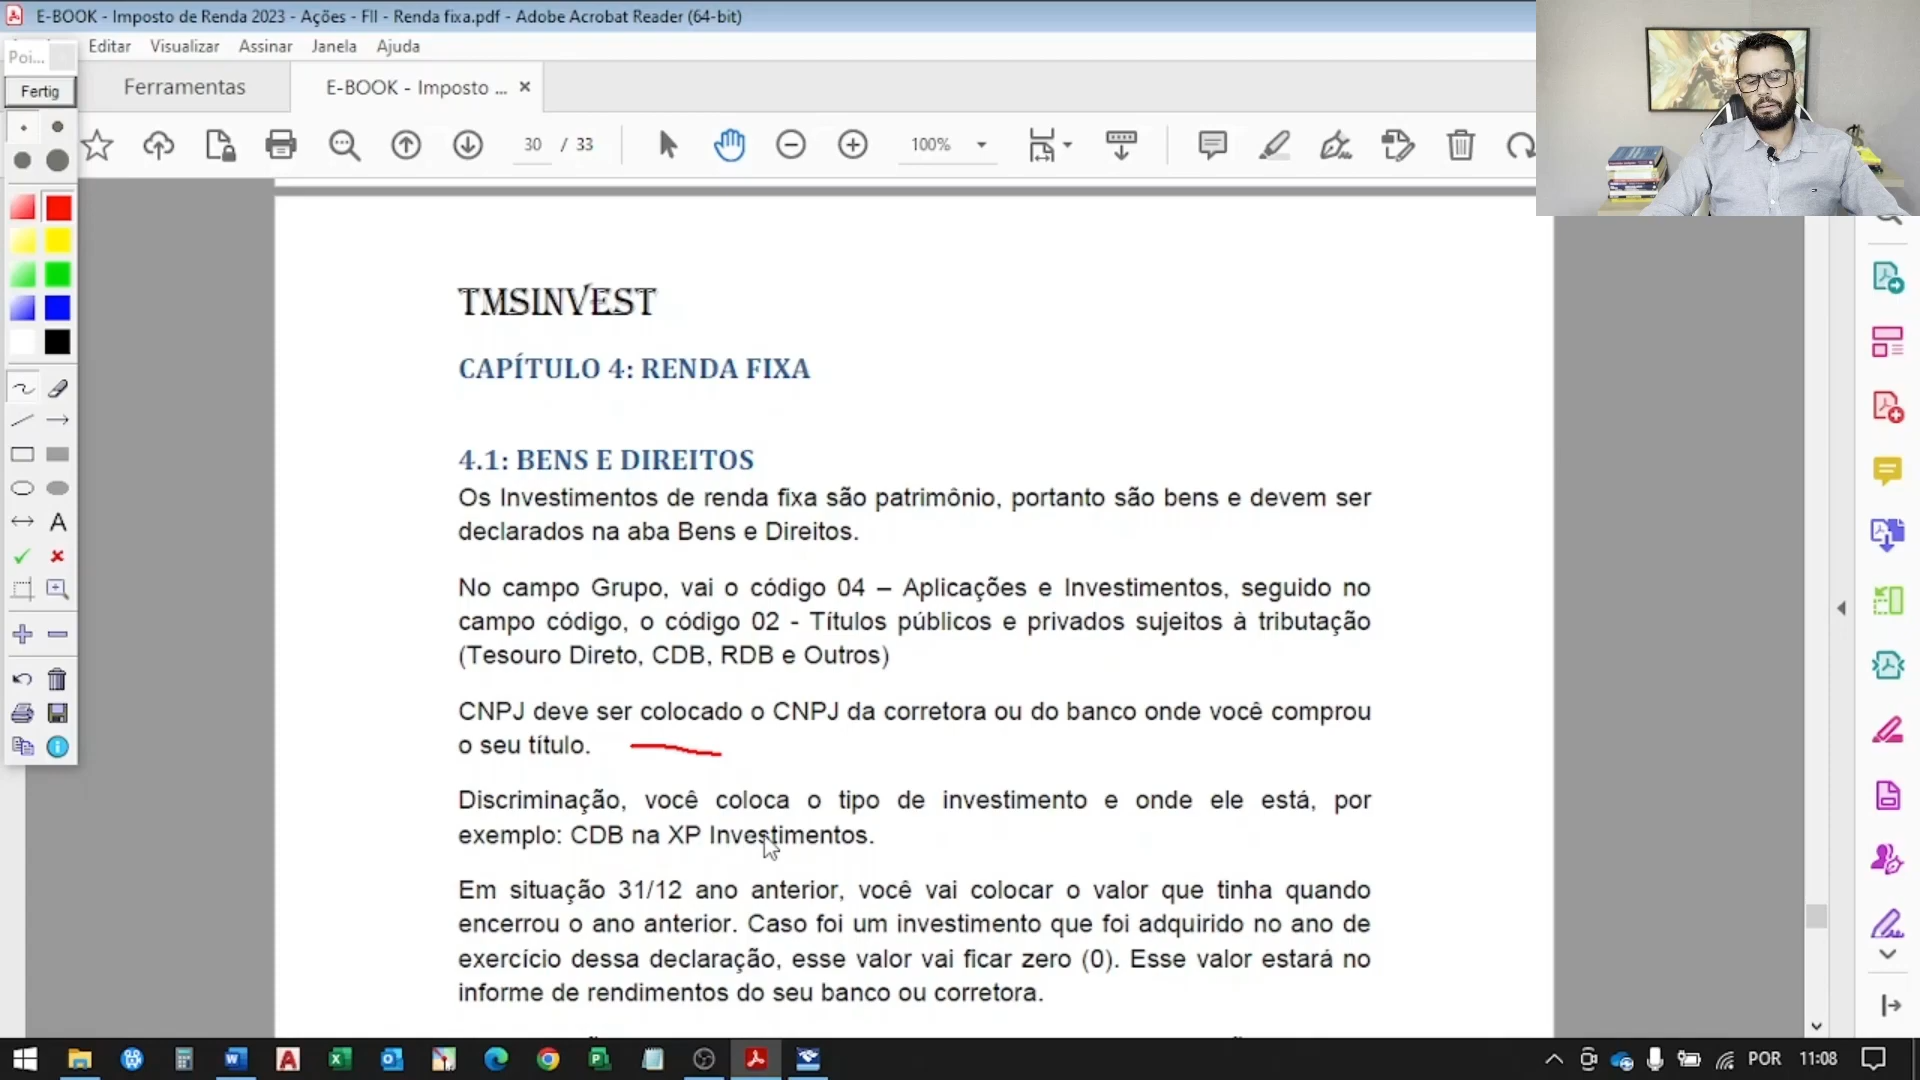 E-BOOK - Imposto de Renda 2023 - Ações - FII - Renda fixa.pdf - Adobe Acrobat Reader (64-bit)
Editar Visualizar Assinar Janela Ajuda
Poi...
Fertig
Ferramentas E-BOOK - Imposto ... ×
30 / 33 100%
TMSINVEST
CAPÍTULO 4: RENDA FIXA
4.1: BENS E DIREITOS
Os Investimentos de renda fixa são patrimônio, portanto são bens e devem ser
declarados na aba Bens e Direitos.
No campo Grupo, vai o código 04 – Aplicações e Investimentos, seguido no
campo código, o código 02 - Títulos públicos e privados sujeitos à tributação
(Tesouro Direto, CDB, RDB e Outros)
CNPJ deve ser colocado o CNPJ da corretora ou do banco onde você comprou
o seu título.
Discriminação, você coloca o tipo de investimento e onde ele está, por
exemplo: CDB na XP Investimentos.
Em situação 31/12 ano anterior, você vai colocar o valor que tinha quando
encerrou o ano anterior. Caso foi um investimento que foi adquirido no ano de
exercício dessa declaração, esse valor vai ficar zero (0). Esse valor estará no
informe de rendimentos do seu banco ou corretora.
POR 11:08